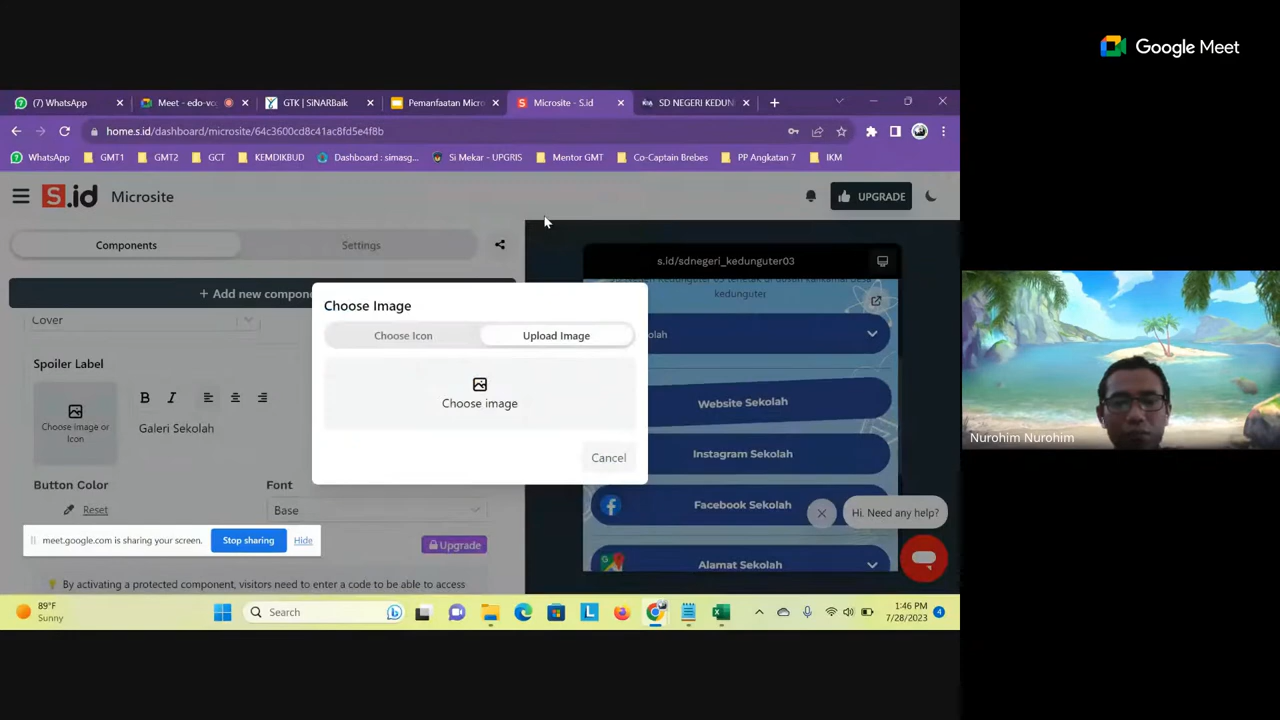 Google Meet
(7) WhatsApp
Meet - edo-vc
GTK | SiNARBaik
Pemanfaatan Micro
Microsite - S.id
SD NEGERI KEDUN
home.s.id/dashboard/microsite/64c3600cd8c41ac8fd5e4f8b
WhatsApp
GMT1
GMT2
GCT
KEMDIKBUD
Dashboard : simasg...
Si Mekar - UPGRIS
Mentor GMT
Co-Captain Brebes
PP Angkatan 7
IKM
S.id
Microsite
UPGRADE
Components
Settings
s.id/sdnegeri_kedunguter03
+ Add new compon
kedunguter.
Cover
Choose Image
Choose Icon
Upload Image
olah
Spoiler Label
Choose image or
Icon
B I
Galeri Sekolah
Choose image
Website Sekolah
Cancel
Instagram Sekolah
Button Color
Font
Reset
Base
Facebook Sekolah
Hi. Need any help?
meet.google.com is sharing your screen.
Stop sharing
Hide
Upgrade
Alamat Sekolah
By activating a protected component, visitors need to enter a code to be able to access
Nurohim Nurohim
89°F
Sunny
Search
L
1:46 PM
7/28/2023
4